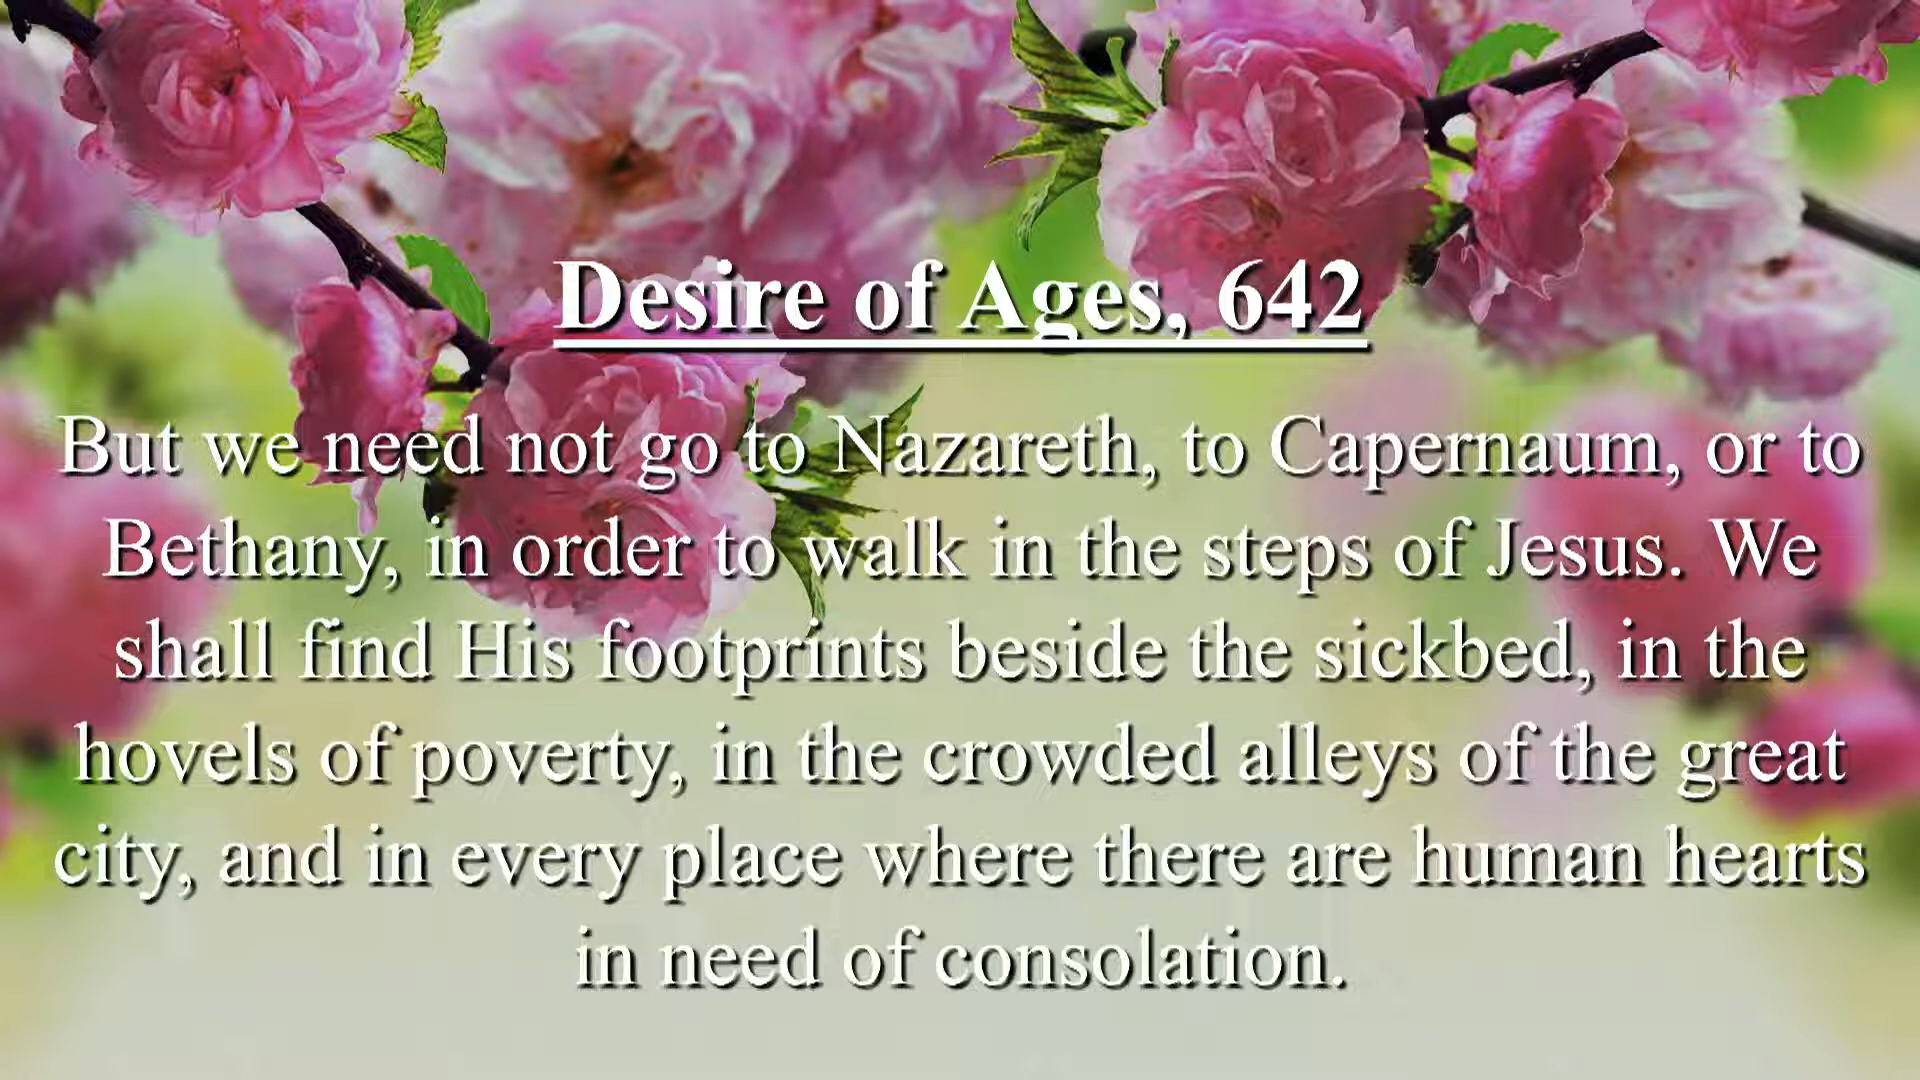 Desire of Ages, 642
But we need not go to Nazareth, to Capernaum, or to
Bethany, in order to walk in the steps of Jesus. We
shall find His footprints beside the sickbed, in the
hovels of poverty, in the crowded alleys of the great
city, and in every place where there are human hearts
in need of consolation.